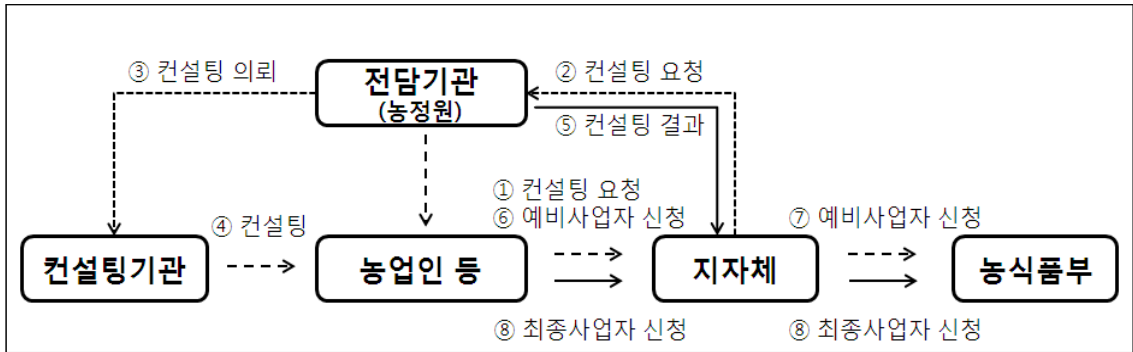 ③ 컨설팅 의뢰
전담기관
(농정원)
② 컨설팅 요청
⑤ 컨설팅 결과
① 컨설팅 요청
④ 컨설팅
⑥ 예비사업자 신청
⑦ 예비사업자 신청
컨설팅기관
농업인 등
지자체
농식품부
⑧ 최종사업자 신청
⑧ 최종사업자 신청